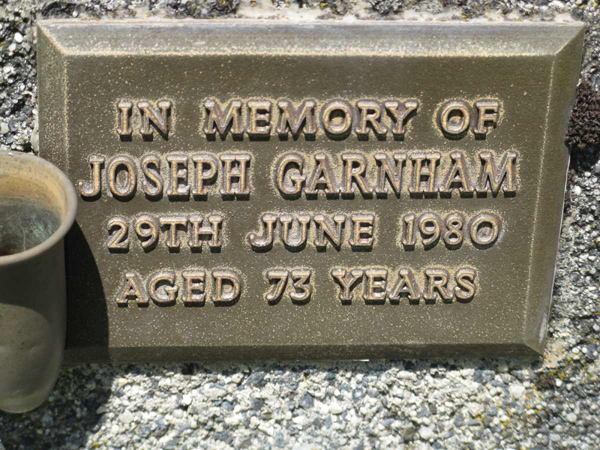 IN MEMORY OF
JOSEPH GARNHAM
29TH JUNE 1980
AGED 73 YEARS